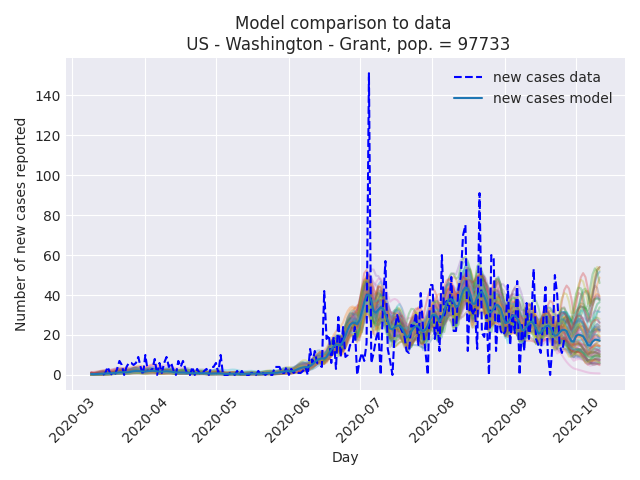 Model comparison to data
US - Washington - Grant, pop. = 97733
new cases data
new cases model
Number of new cases reported
140
120
100
80
60
40
20
0
2020-03
2020-04
2020-05
2020-06
2020-07
2020-08
2020-09
2020-10
Day